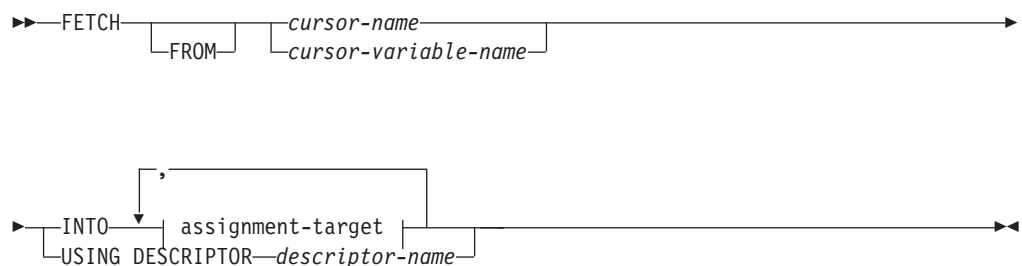 FETCH cursor-name
FROM cursor-variable-name
,
INTO assignment-target
USING DESCRIPTOR descriptor-name